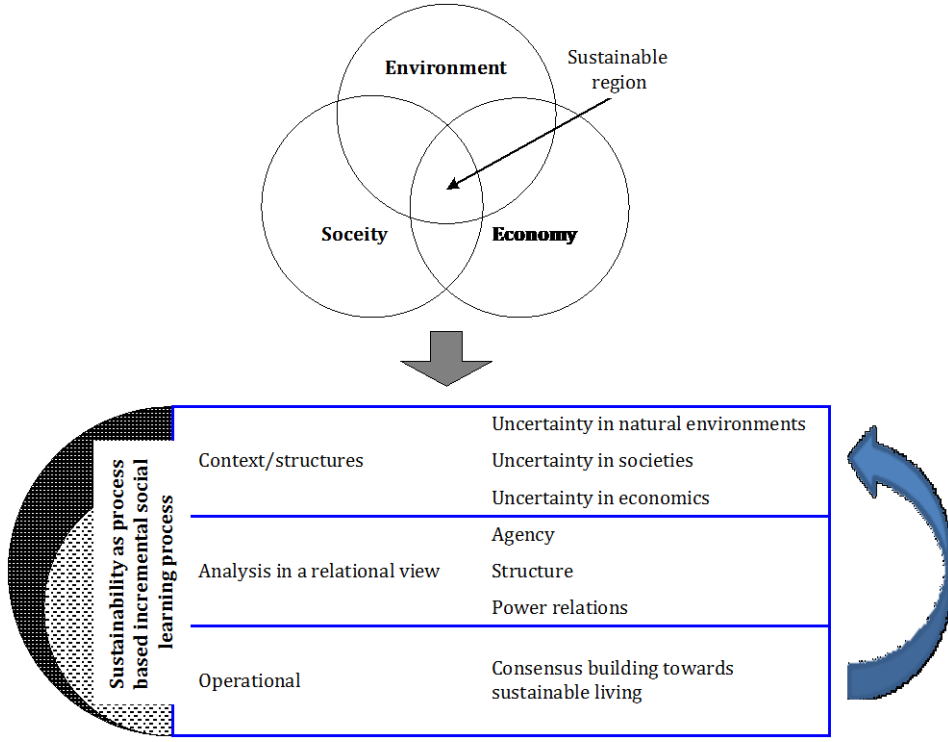 Environment
Sustainable
region
Soceity
Economy
Sustainability as process
based incremental social
learning process
Context/structures
Uncertainty in natural environments
Uncertainty in societies
Uncertainty in economics
Analysis in a relational view
Agency
Structure
Power relations
Operational
Consensus building towards
sustainable living